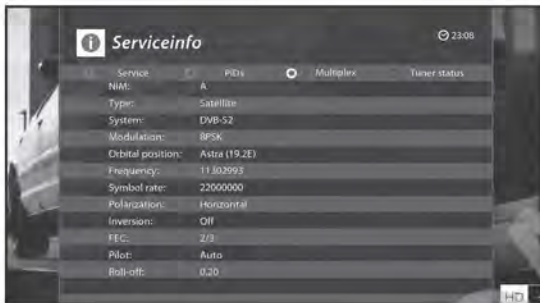 Serviceinfo
23:08
Service PIDs Multiplex Tuner status
NIM: A
Type: Satellite
System: DVB-S2
Modulation: 8PSK
Orbital position: Astra (19.2E)
Frequency: 11302993
Symbol rate: 22000000
Polarization: Horizontal
Inversion: Off
FEC: 2/3
Pilot: Auto
Roll-off: 0.20
HD